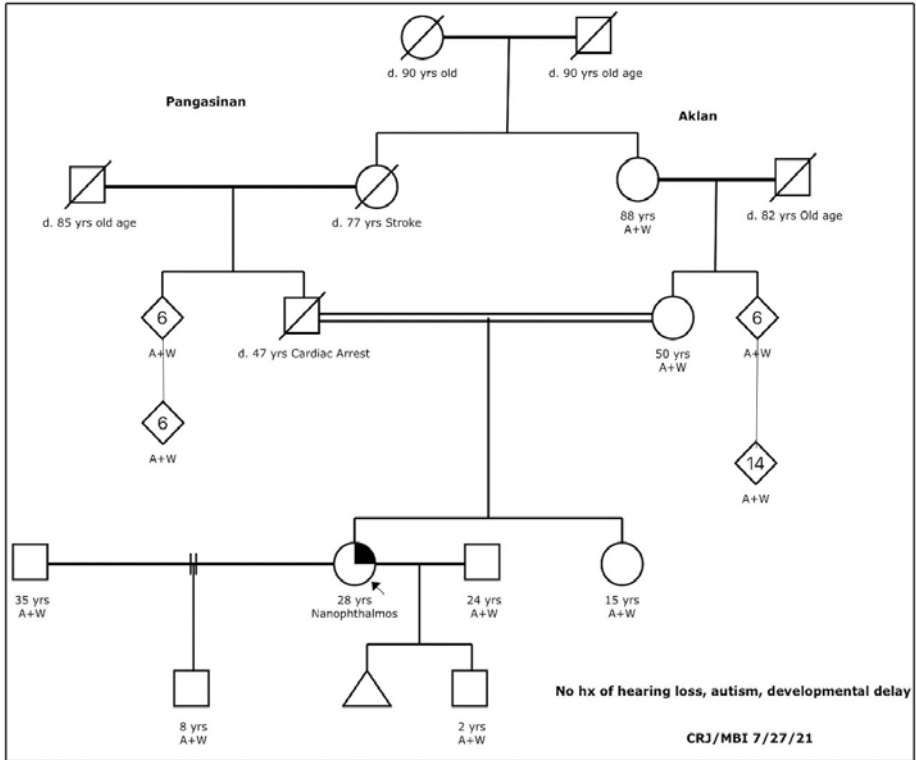 d. 90 yrs old
d. 90 yrs old age
Pangasinan
Aklan
d. 85 yrs old age
d. 77 yrs Stroke
88 yrs
A+W
d. 82 yrs Old age
6
A+W
d. 47 yrs Cardiac Arrest
50 yrs
A+W
6
A+W
6
A+W
14
A+W
35 yrs
A+W
28 yrs
Nanophthalmos
24 yrs
A+W
15 yrs
A+W
8 yrs
A+W
2 yrs
A+W
No hx of hearing loss, autism, developmental delay
CRJ/MBI 7/27/21